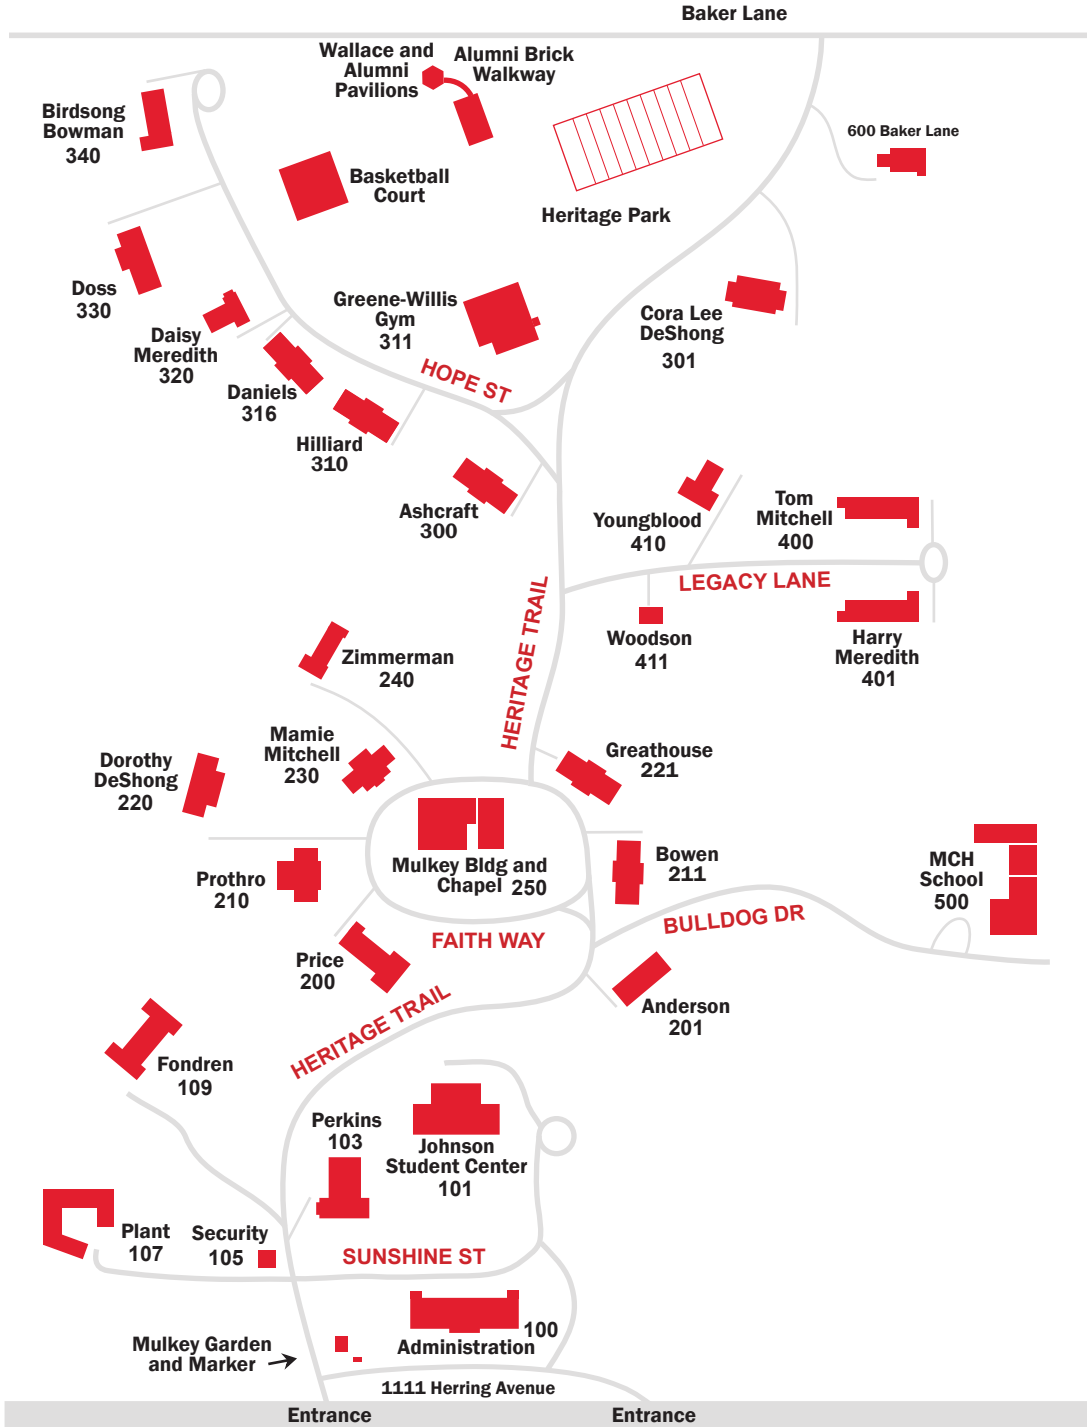 Baker Lane
Wallace and
Alumni
Pavilions
Alumni Brick
Walkway
Birdsong
Bowman
340
600 Baker Lane
Basketball
Court
Heritage Park
Doss
330
Greene-Willis
Gym
311
Cora Lee
DeShong
301
Daisy
Meredith
320
HOPE ST
Daniels
316
Hilliard
310
Ashcraft
300
Youngblood
410
Tom
Mitchell
400
LEGACY LANE
HERITAGE TRAIL
Woodson
411
Harry
Meredith
401
Zimmerman
240
Mamie
Mitchell
230
Dorothy
DeShong
220
Greathouse
221
Mulkey Bldg and
Chapel 250
Bowen
211
MCH
School
500
Prothro
210
BULLDOG DR
FAITH WAY
Price
200
HERITAGE TRAIL
Anderson
201
Fondren
109
Perkins
103
Johnson
Student Center
101
Plant
107
Security
105
SUNSHINE ST
100
Administration
Mulkey Garden
and Marker
1111 Herring Avenue
Entrance
Entrance